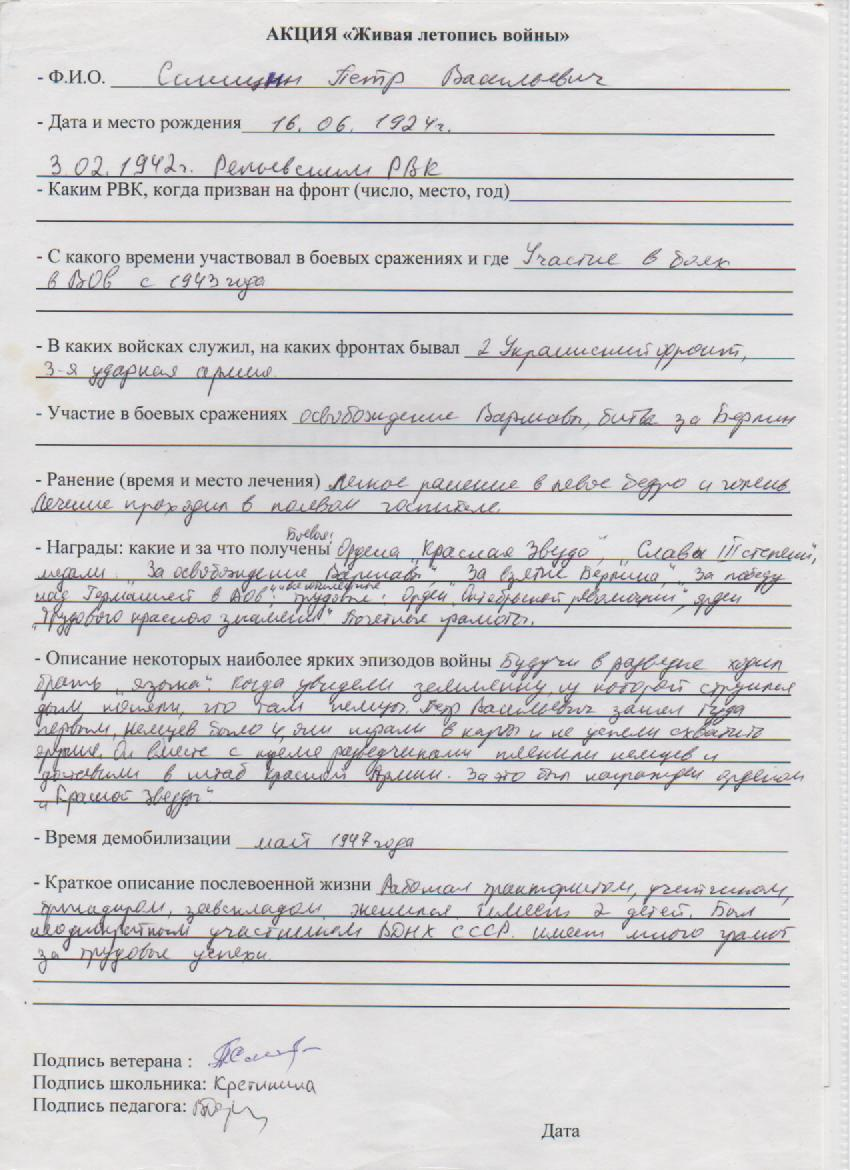 АКЦИЯ «Живая летопись войны»
- Ф.И.О. Петр Васильевич
- Дата и место рождения 16. 06. 1924г.
3.02.1942г. РВК
- Каким РВК, когда призван на фронт (число, место, год)
- С какого времени участвовал в боевых сражениях и где Участие в боях
в ВОв с 1943 года
- В каких войсках служил, на каких фронтах бывал 2 Украинский фронт,
3-я ударная армия.
- Участие в боевых сражениях освобождение Варшавы, битва за Берлин
- Ранение (время и место лечения) Легкое ранение в левое бедро и голень
Лечение проходил в полевом госпитале.
Боевые:
- Награды: какие и за что получены Ордена „Красная Звезда", „Славы III степени",
медали „За освобождение Варшавы", „За взятие Берлина", „За победу
над Германией в ВОв", Трудовые: Орден „Октябрьской революции", орден
„Трудового красного знамени" Почетные грамоты.
- Описание некоторых наиболее ярких эпизодов войны Будучи в разведке ходил
брать „языка". Когда увидели землянку, из которой струился
дым поняли, что там немцы. Петр Васильевич зашел туда
первым, немцев было 4, они играли в карты и не успели схватить
оружие. Он вместе с разведчиками пленили немцев и
доставили в штаб Красной Армии. За это был награжден орденом
„Красной Звезды"
- Время демобилизации май 1947 года
- Краткое описание послевоенной жизни Работал трактористом, учетчиком,
бригадиром, завскладом. Женился. Имеет 2 детей. Был
неоднократным участником ВДНХ СССР. имеет много грамот
за трудовые успехи.
Подпись ветерана :
Подпись школьника: Кретинина
Подпись педагога:
Дата